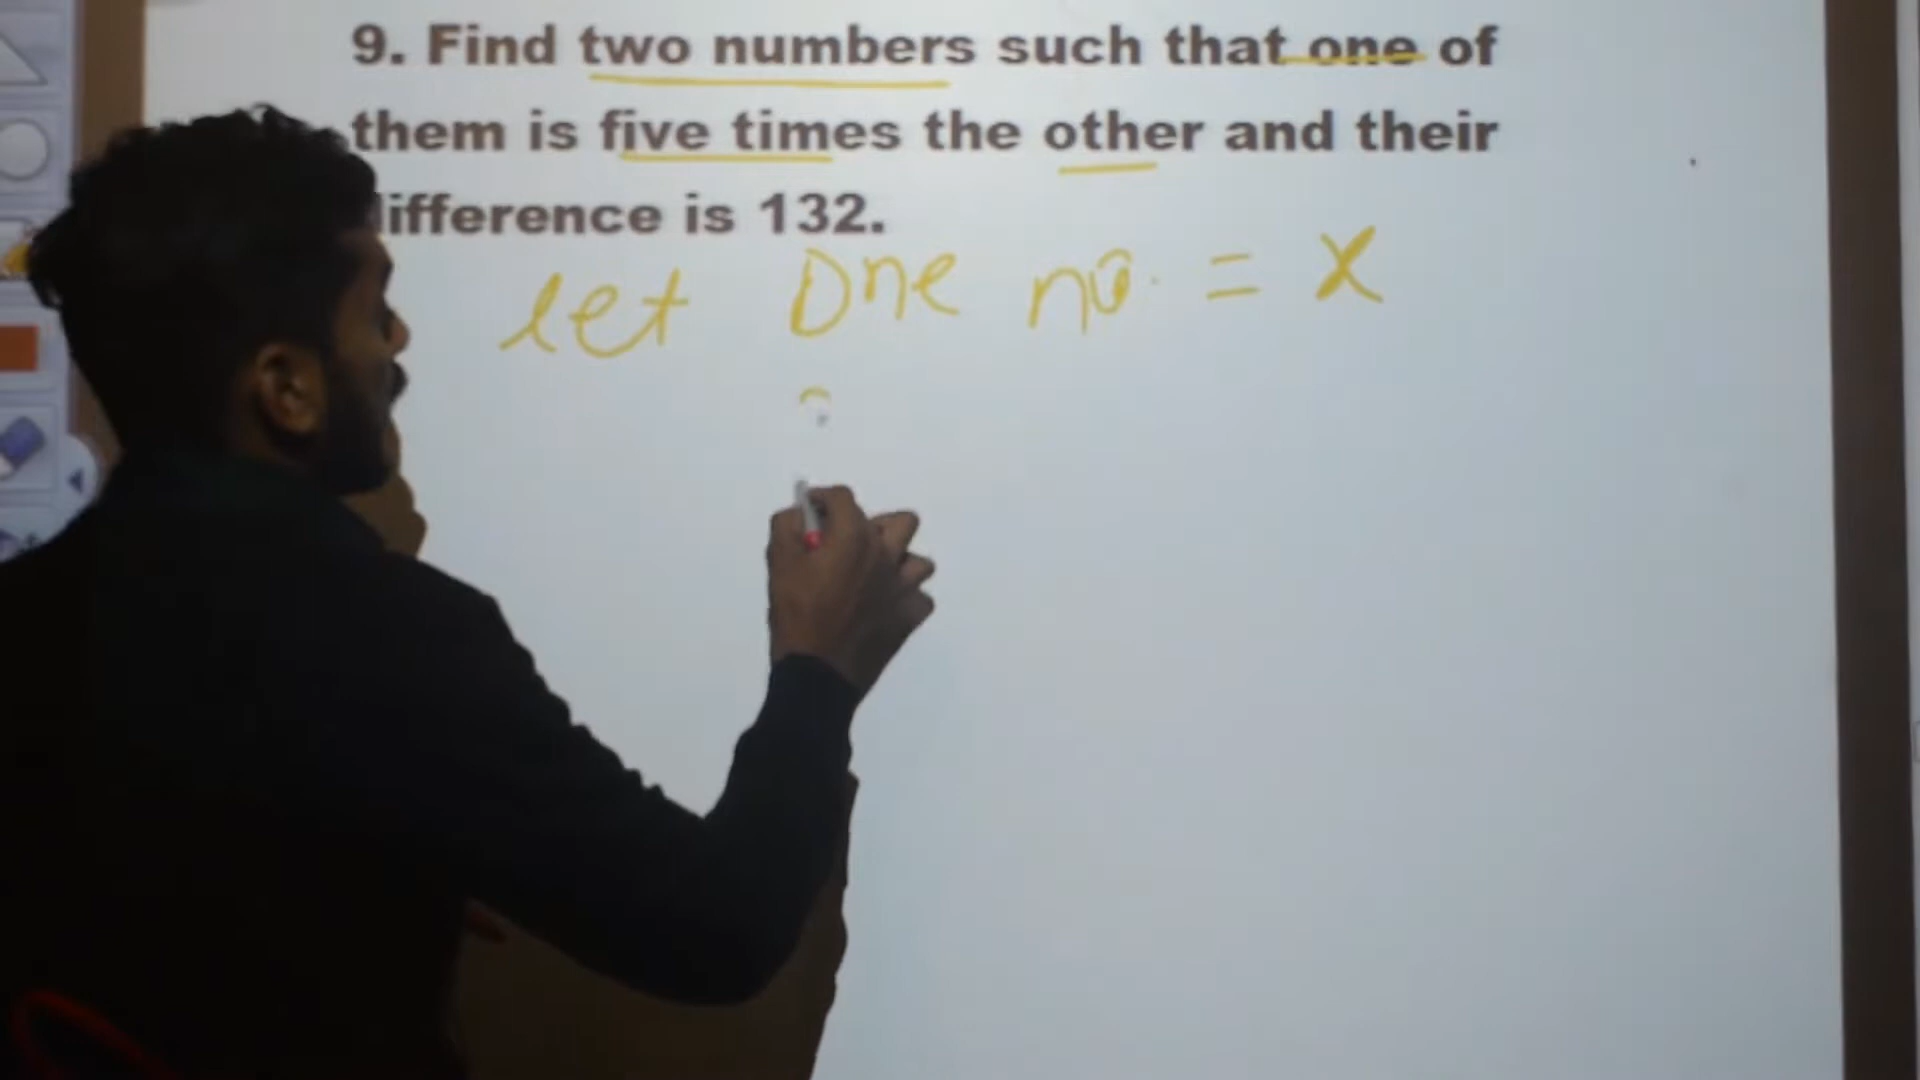 9. Find two numbers such that one of
them is five times the other and their
difference is 132.
let One no. = x